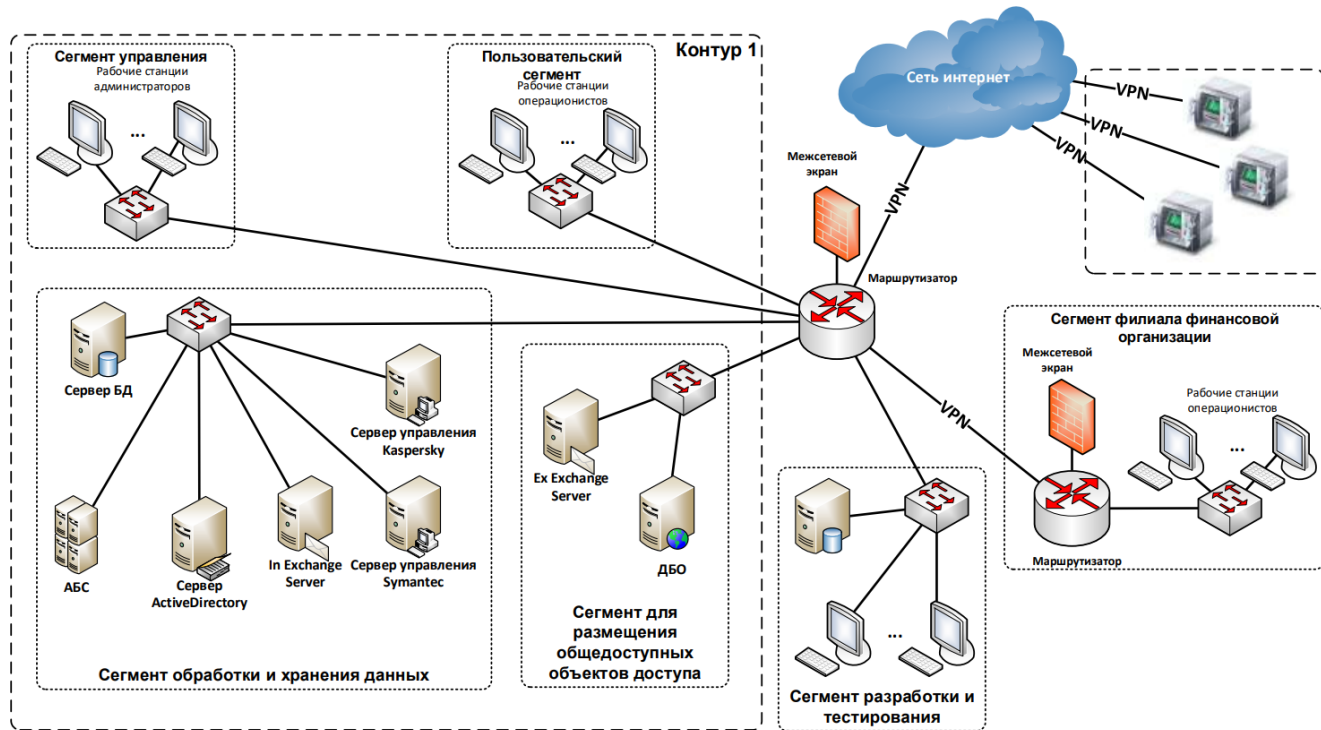 Контур 1
Сегмент управления
Рабочие станции
администраторов
...
Пользовательский
сегмент
Рабочие станции
операционистов
...
Сеть интернет
VPN
VPN
VPN
VPN
Межсетевой
экран
Маршрутизатор
Сервер БД
Сервер управления
Kaspersky
АБС
Сервер
ActiveDirectory
In Exchange
Server
Сервер управления
Symantec
Сегмент обработки и хранения данных
Ex Exchange
Server
ДБО
Сегмент для
размещения
общедоступных
объектов доступа
VPN
Сегмент филиала финансовой
организации
Межсетевой
экран
Рабочие станции
операционистов
...
Маршрутизатор
...
Сегмент разработки и
тестирования